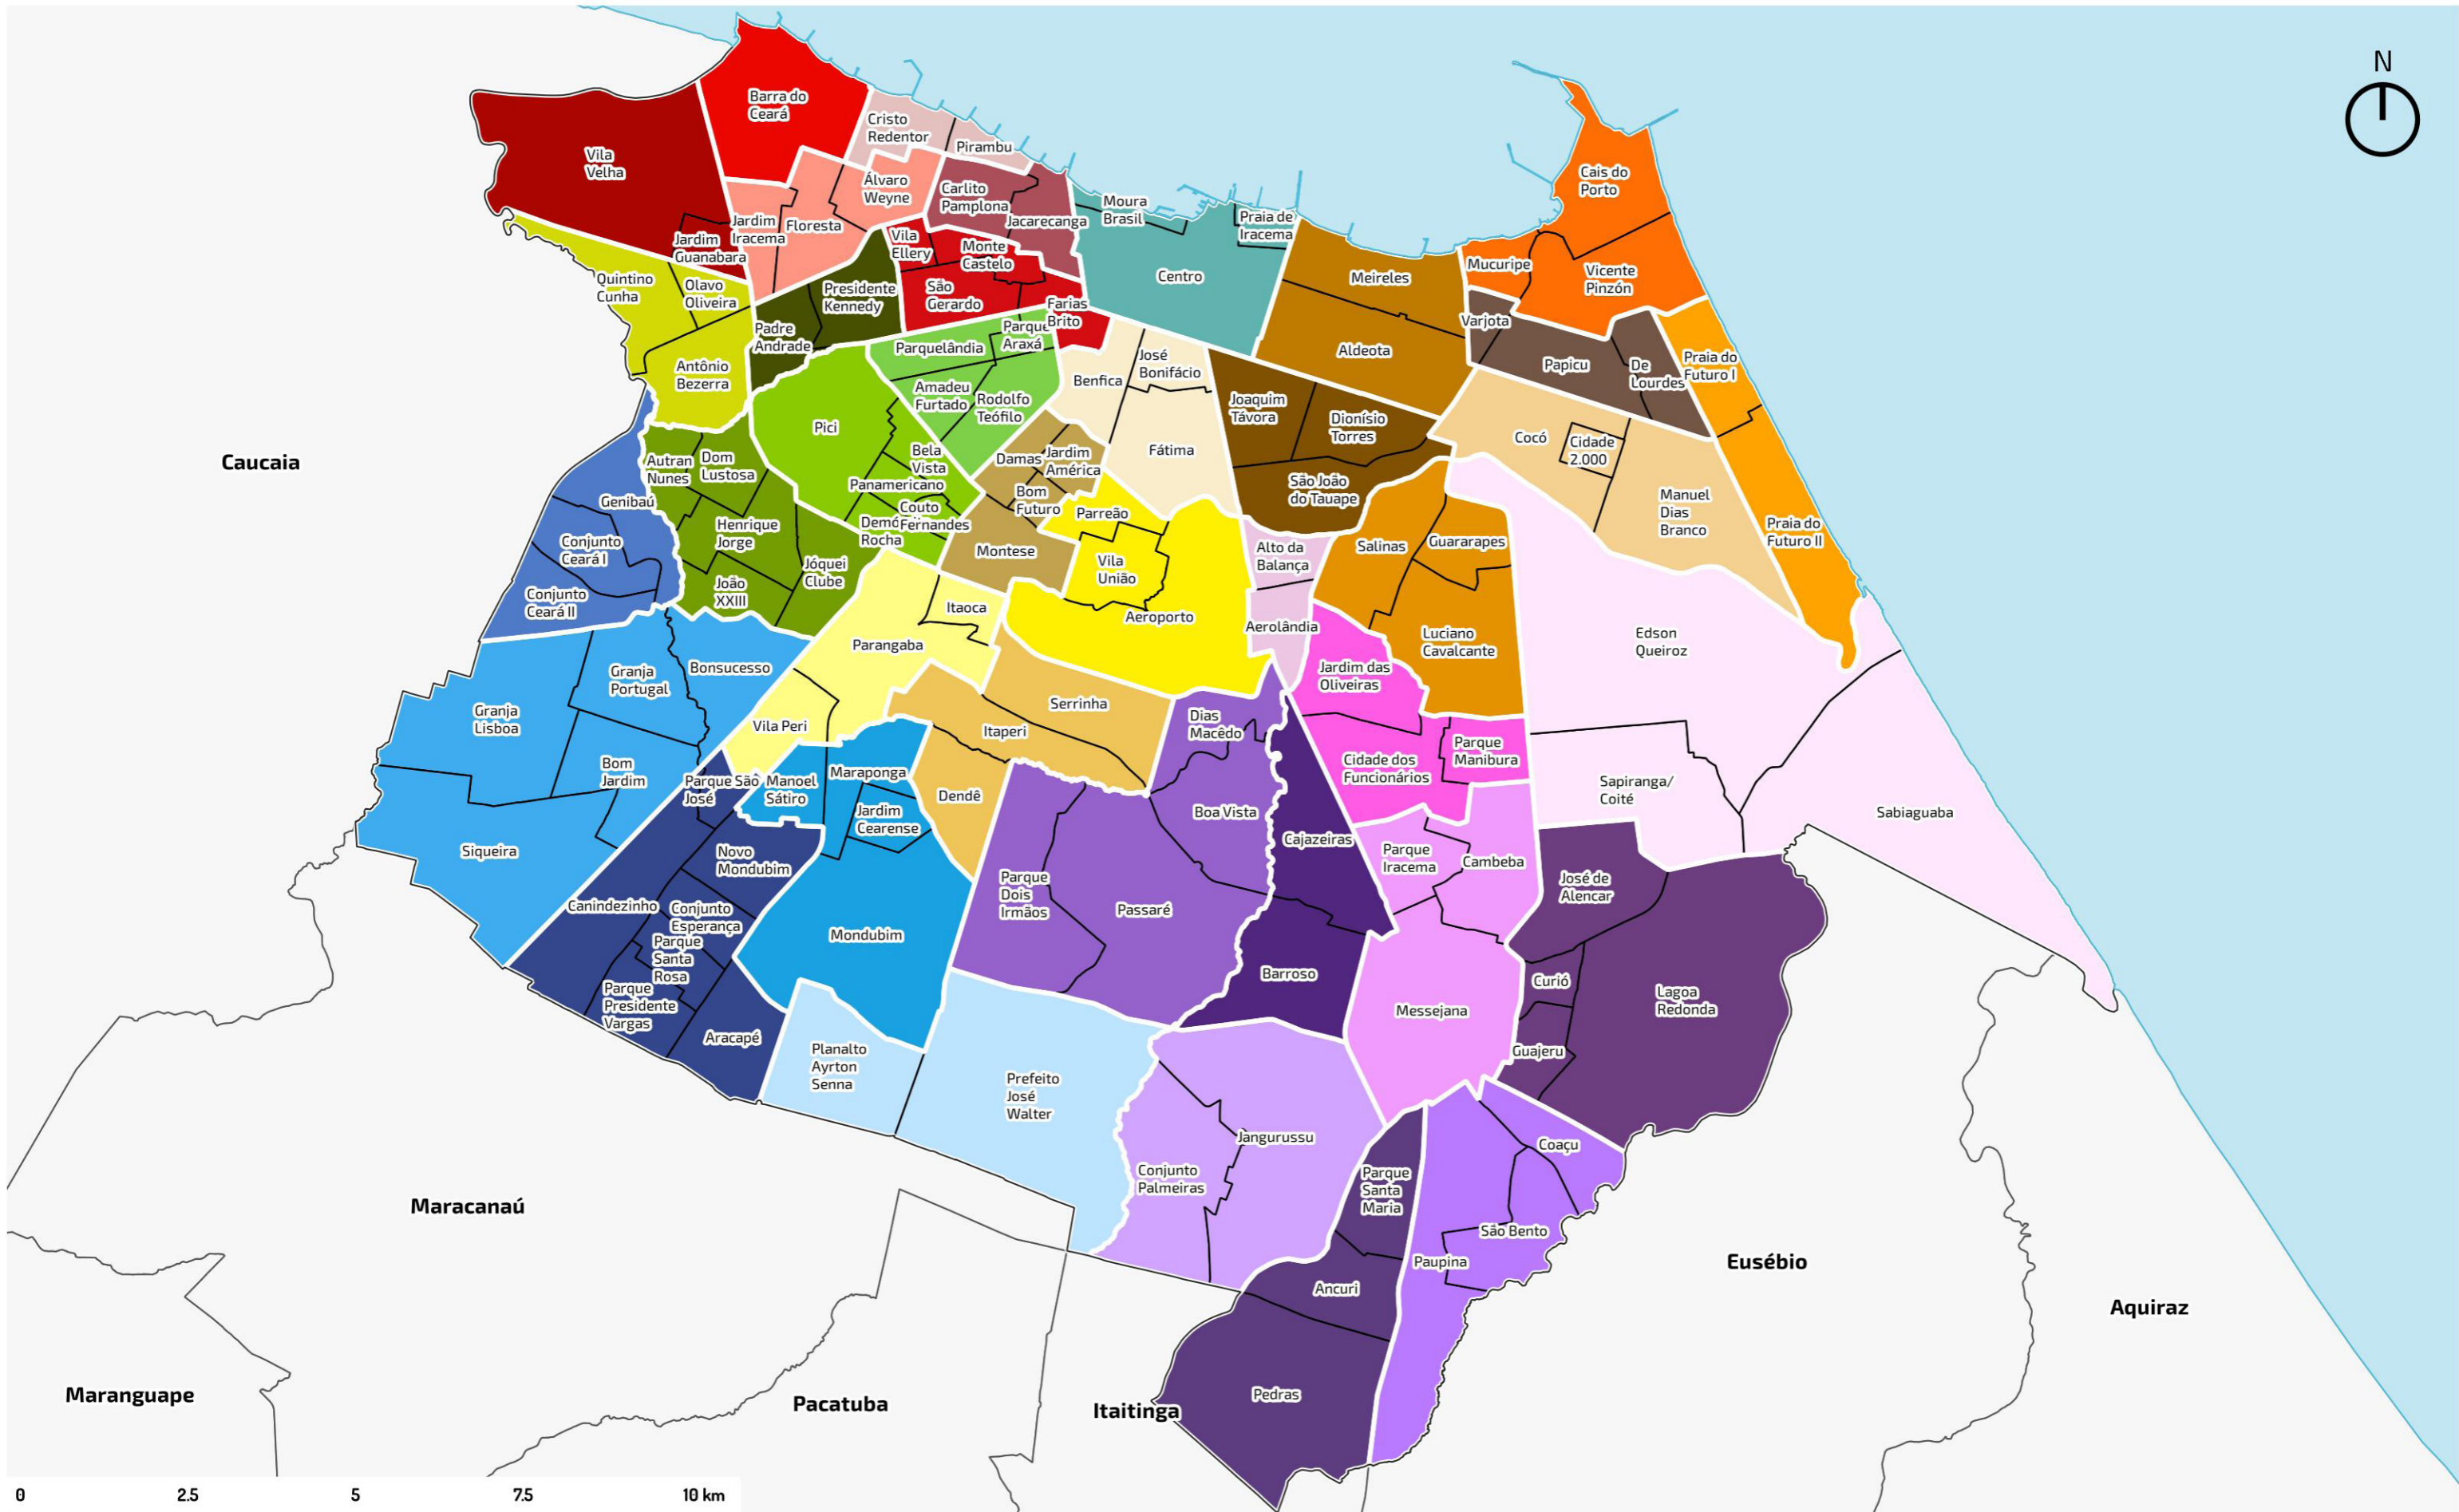 N
Barra do
Ceará
Cristo
Redentor
Pirambu
Vila
Velha
Álvaro
Weyne
Carlito
Pamplona
Jacarecanga
Moura
Brasil
Praia de
Iracema
Cais do
Porto
Jardim
Iracema
Floresta
Jardim
Guanabara
Vila
Ellery
Monte
Castelo
Centro
Meireles
Mucuripe
Vicente
Pinzón
Quintino
Cunha
Olavo
Oliveira
Presidente
Kennedy
São
Gerardo
Farias
Brito
Padre
Andrade
Parquelândia
Parque
Araxá
Varjota
Aldeota
Papicu
De
Lourdes
Praia do
Futuro I
Antônio
Bezerra
Amadeu
Furtado
Rodolfo
Teófilo
Benfica
José
Bonifácio
Joaquim
Távora
Dionísio
Torres
Pici
Bela
Vista
Damas
Jardim
América
Fátima
Cocó
Cidade
2.000
Caucaia
Autran
Nunes
Dom
Lustosa
Panamericano
São João
do Tauape
Manuel
Dias
Branco
Praia do
Futuro II
Genibaú
Henrique
Jorge
Couto
Fernandes
Demó
Rocha
Bom
Futuro
Parreão
Conjunto
Ceará I
Montese
Vila
União
Alto da
Balança
Salinas
Guararapes
Jóquei
Clube
João
XXIII
Conjunto
Ceará II
Itaoca
Aeroporto
Aerolândia
Parangaba
Luciano
Cavalcante
Edson
Queiroz
Granja
Portugal
Bonsucesso
Jardim das
Oliveiras
Granja
Lisboa
Vila Peri
Serrinha
Itaperi
Dias
Macêdo
Cidade dos
Funcionários
Parque
Manibura
Bom
Jardim
Parque São
José
Manoel
Sátiro
Maraponga
Dendê
Sapiranga/
Coité
Sabiaguaba
Jardim
Cearense
Boa Vista
Cajazeiras
Siqueira
Novo
Mondubim
Parque
Iracema
Cambeba
Parque
Dois
Irmãos
Passaré
José de
Alencar
Canindezinho
Conjunto
Esperança
Mondubim
Parque
Santa
Rosa
Barroso
Curió
Lagoa
Redonda
Parque
Presidente
Vargas
Messejana
Aracapé
Planalto
Ayrton
Senna
Prefeito
José
Walter
Guajeru
Jangurussu
Coaçu
Conjunto
Palmeiras
Parque
Santa
Maria
Maracanaú
São Bento
Paupina
Eusébio
Ancuri
Aquiraz
Maranguape
Pacatuba
Itaitinga
Pedras
0 2.5 5 7.5 10 km